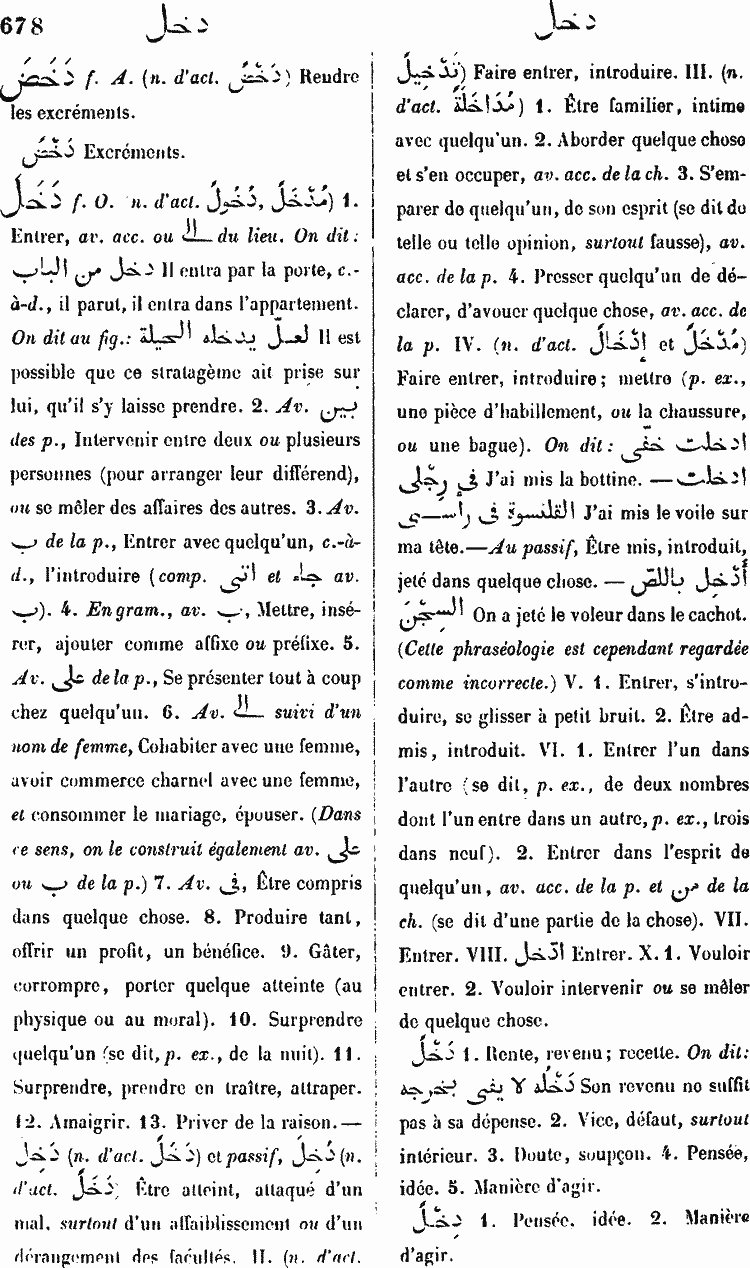 678 دخل
دخل
دَخَصَ f. A. (n. d'act. دَخْصٌ) Rendre
les excréments.
دَخْصٌ Excréments.
دَخَلَ f. O. n. d'act. دُخُولٌ, مَدْخَلٌ) 1.
Entrer, av. acc. ou الى du lieu. On dit :
دخل من الباب Il entra par la porte, c.-
à-d., il parut, il entra dans l'appartement.
On dit au fig.: لعلّ يدخله الحيلة Il est
possible que ce stratagème ait prise sur
lui, qu'il s'y laisse prendre. 2. Av. بين
des p., Intervenir entre deux ou plusieurs
personnes (pour arranger leur différend),
ou se mêler des affaires des autres. 3. Av.
ب de la p., Entrer avec quelqu'un, c.-à-
d., l'introduire (comp. اتى et جاء av.
ب). 4. En gram., av. ب, Mettre, insé-
rer, ajouter comme affixe ou préfixe. 5.
Av. على de la p., Se présenter tout à coup
chez quelqu'un. 6. Av. الى suivi d'un
nom de femme, Cohabiter avec une femme,
avoir commerce charnel avec une femme,
et consommer le mariage, épouser. (Dans
ce sens, on le construit également av. على
ou ب de la p.) 7. Av. فى, Être compris
dans quelque chose. 8. Produire tant,
offrir un profit, un bénéfice. 9. Gâter,
corrompre, porter quelque atteinte (au
physique ou au moral). 10. Surprendre
quelqu'un (se dit, p. ex., de la nuit). 11.
Surprendre, prendre en traître, attraper.
12. Amaigrir. 13. Priver de la raison. —
دَخِلَ (n. d'act. دَخَلٌ) et passif, دُخِلَ (n.
d'act. دَخْلٌ) Être atteint, attaqué d'un
mal, surtout d'un affaiblissement ou d'un
dérangement des facultés. II. (n. d'act.
تَدْخِيلٌ) Faire entrer, introduire. III. (n.
d'act. مُدَاخَلَةٌ) 1. Être familier, intime
avec quelqu'un. 2. Aborder quelque chose
et s'en occuper, av. acc. de la ch. 3. S'em-
parer de quelqu'un, de son esprit (se dit de
telle ou telle opinion, surtout fausse), av.
acc. de la p. 4. Presser quelqu'un de dé-
clarer, d'avouer quelque chose, av. acc. de
la p. IV. (n. d'act. إِدْخَالٌ et مُدْخَلٌ)
Faire entrer, introduire; mettre (p. ex.,
une pièce d'habillement, ou la chaussure,
ou une bague). On dit : ادخلت خفّى
فى رِجْلى J'ai mis la bottine. — ادخلت
القلنسوة فى رأسى J'ai mis le voile sur
ma tête.—Au passif, Être mis, introduit,
jeté dans quelque chose. — أُدْخِلَ باللصّ
السِجْنَ On a jeté le voleur dans le cachot.
(Cette phraséologie est cependant regardée
comme incorrecte.) V. 1. Entrer, s'intro-
duire, se glisser à petit bruit. 2. Être ad-
mis, introduit. VI. 1. Entrer l'un dans
l'autre (se dit, p. ex., de deux nombres
dont l'un entre dans un autre, p. ex., trois
dans neuf). 2. Entrer dans l'esprit de
quelqu'un, av. acc. de la p. et من de la
ch. (se dit d'une partie de la chose). VII.
Entrer. VIII. ادّخل Entrer. X. 1. Vouloir
entrer. 2. Vouloir intervenir ou se mêler
de quelque chose.
دَخْلٌ 1. Rente, revenu; recette. On dit:
دَخْلُه لا يفى بخرجه Son revenu ne suffit
pas à sa dépense. 2. Vice, défaut, surtout
intérieur. 3. Doute, soupçon. 4. Pensée,
idée. 5. Manière d'agir.
دِخْلٌ 1. Pensée, idée. 2. Manière
d'agir.